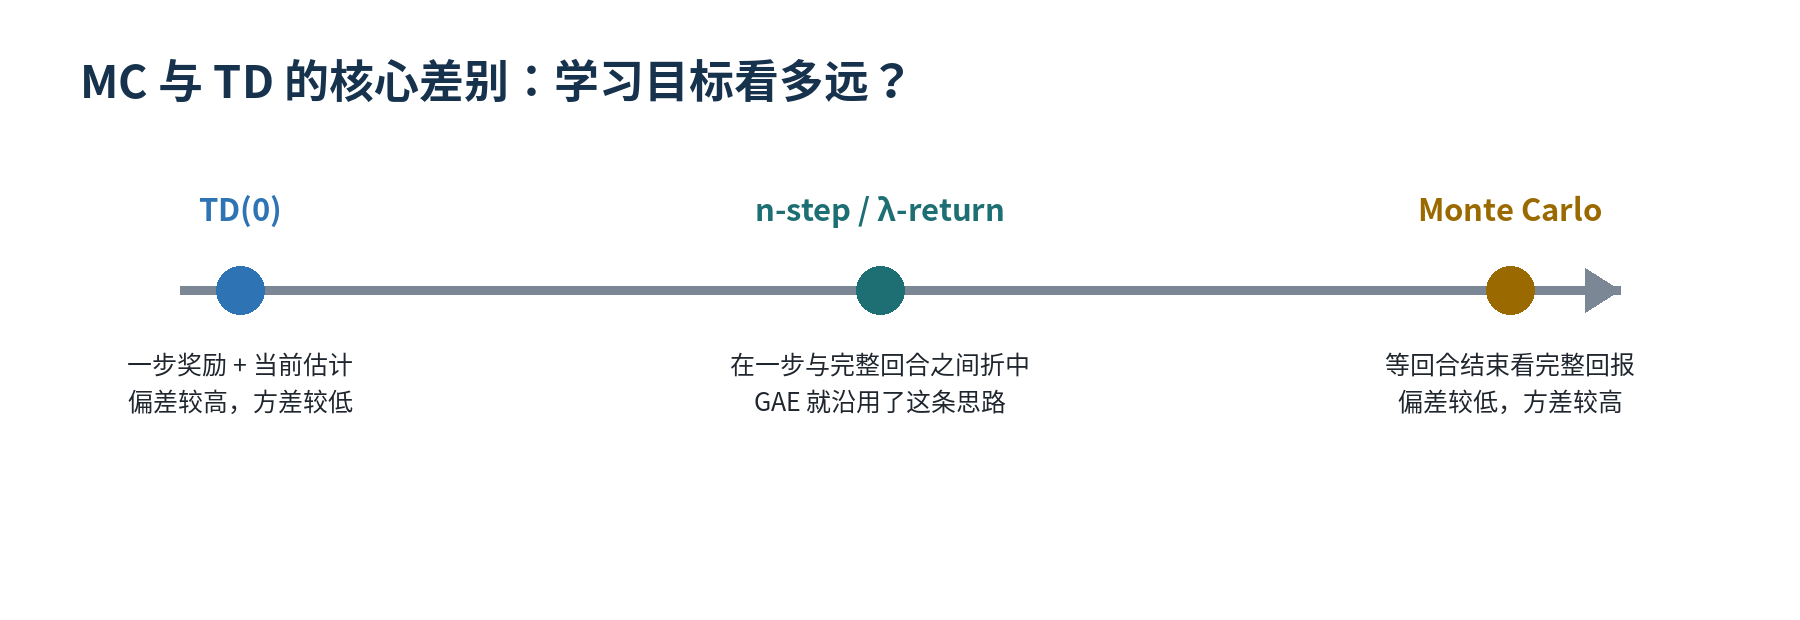 MC 与 TD 的核心差别：学习目标看多远？
TD(0)
n-step / λ-return
Monte Carlo
一步奖励 + 当前估计
偏差较高，方差较低
在一步与完整回合之间折中
GAE 就沿用了这条思路
等回合结束看完整回报
偏差较低，方差较高